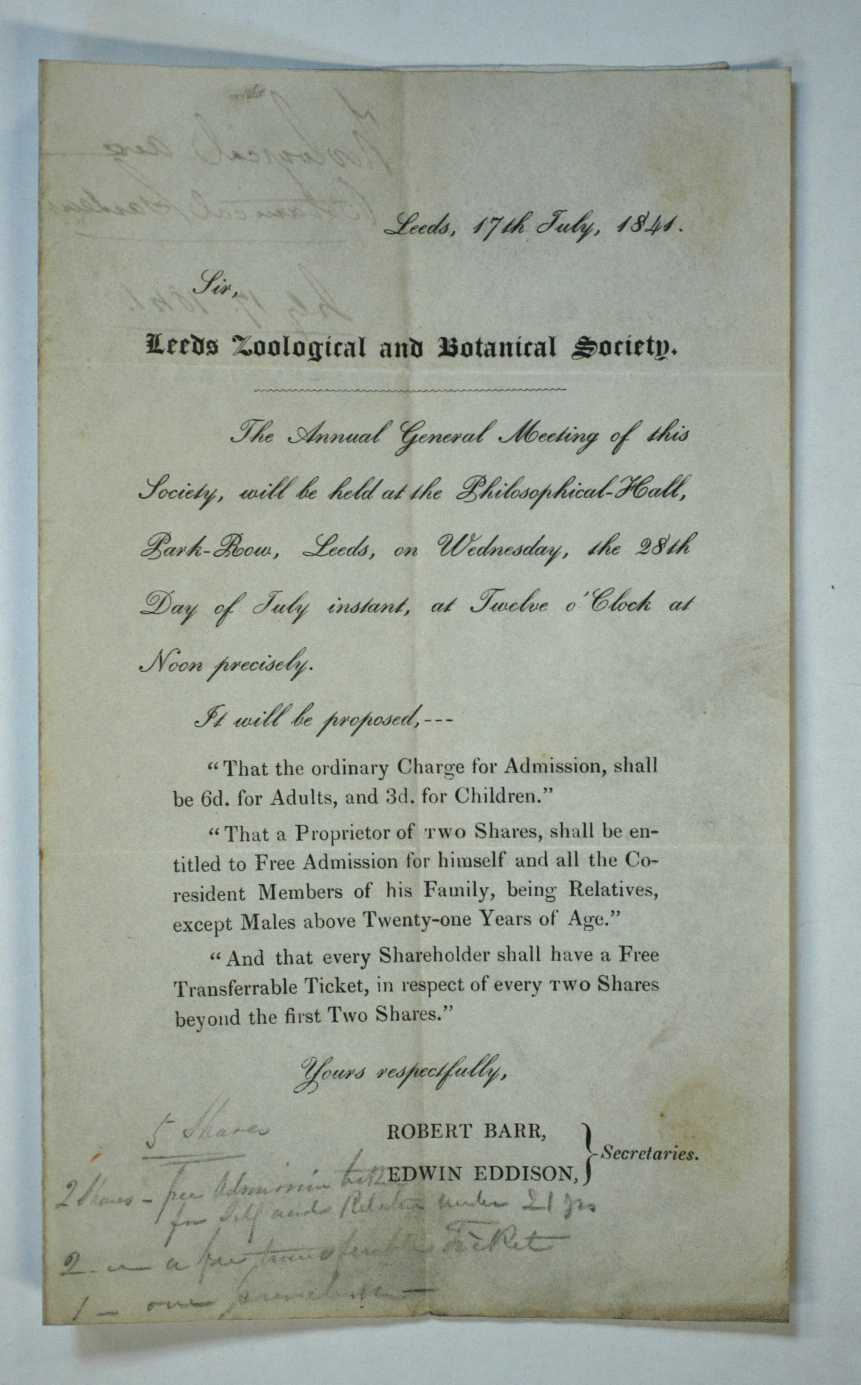 Leeds, 17th July, 1841.
Sir,
Leeds Zoological and Botanical Society.
The Annual General Meeting of this
Society, will be held at the Philosophical-Hall,
Park-Row, Leeds, on Wednesday, the 28th
Day of July instant, at Twelve o'Clock at
Noon precisely.
It will be proposed,---
“That the ordinary Charge for Admission, shall
be 6d. for Adults, and 3d. for Children.”
“That a Proprietor of TWO Shares, shall be en-
titled to Free Admission for himself and all the Co-
resident Members of his Family, being Relatives,
except Males above Twenty-one Years of Age.”
“And that every Shareholder shall have a Free
Transferrable Ticket, in respect of every TWO Shares
beyond the first Two Shares.”
Yours respectfully,
ROBERT BARR,
EDWIN EDDISON,
Secretaries.
5 Shares
2 Shares - free Admission
for Self and Relatives under 21 yrs
2 - a free transferable Ticket
1 - one